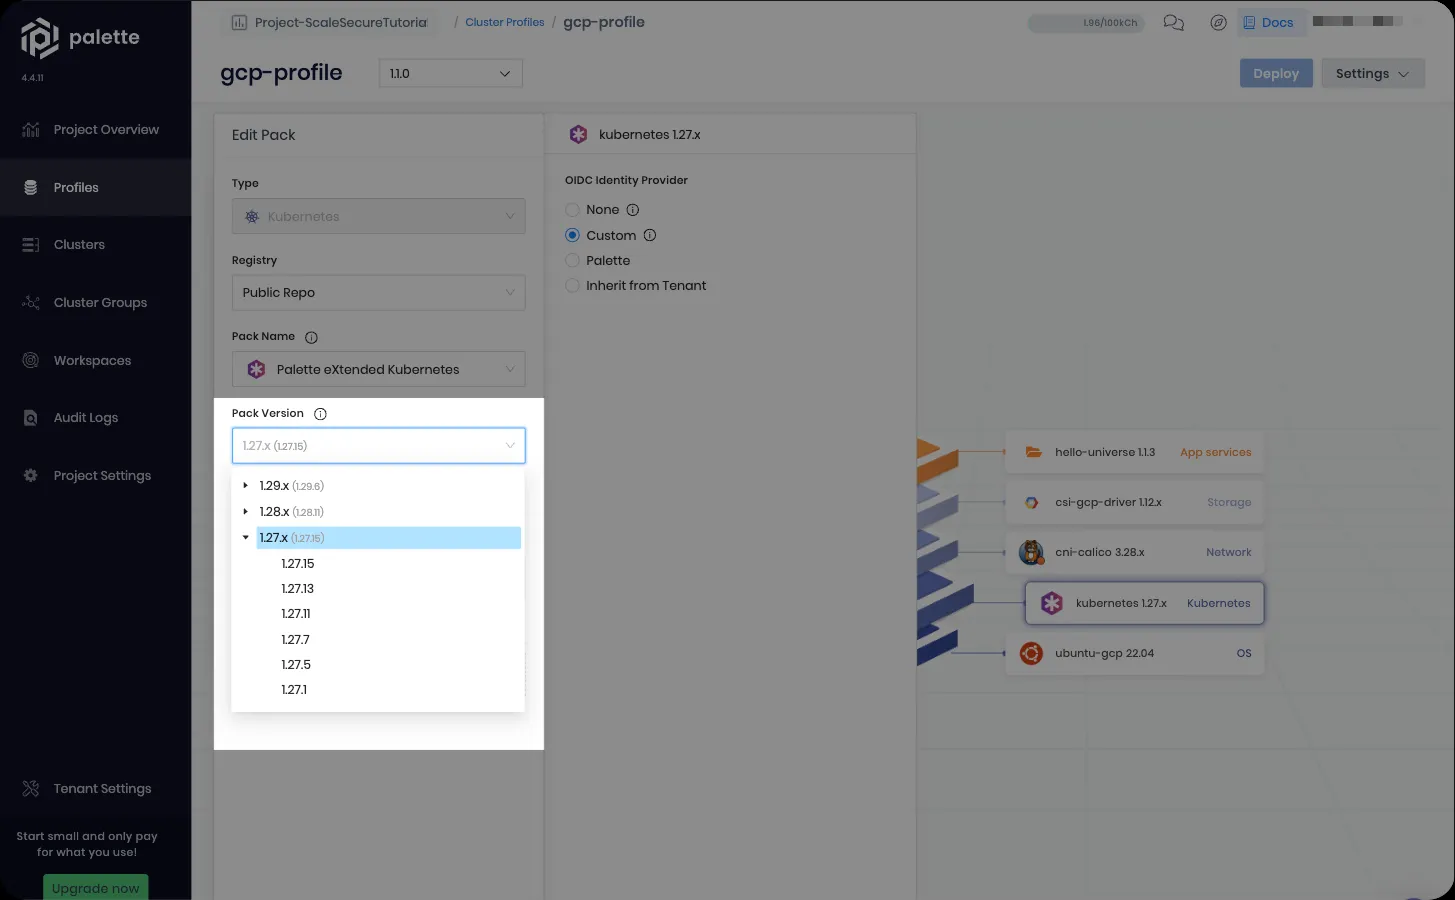 palette
4.4.11
Project Overview
Profiles
Clusters
Cluster Groups
Workspaces
Audit Logs
Project Settings
Tenant Settings
Start small and only pay
for what you use!
Upgrade now
Project-ScaleSecureTutorial / Cluster Profiles / gcp-profile
1.96/100kCh
Docs
gcp-profile
1.1.0
Deploy
Settings
Edit Pack
Type
Kubernetes
Registry
Public Repo
Pack Name
Palette eXtended Kubernetes
Pack Version
1.27.x (1.27.15)
1.29.x (1.29.6)
1.28.x (1.28.11)
1.27.x (1.27.15)
1.27.15
1.27.13
1.27.11
1.27.7
1.27.5
1.27.1
kubernetes 1.27.x
OIDC Identity Provider
None
Custom
Palette
Inherit from Tenant
hello-universe 1.1.3 App services
csi-gcp-driver 1.12.x Storage
cni-calico 3.28.x Network
kubernetes 1.27.x Kubernetes
ubuntu-gcp 22.04 OS